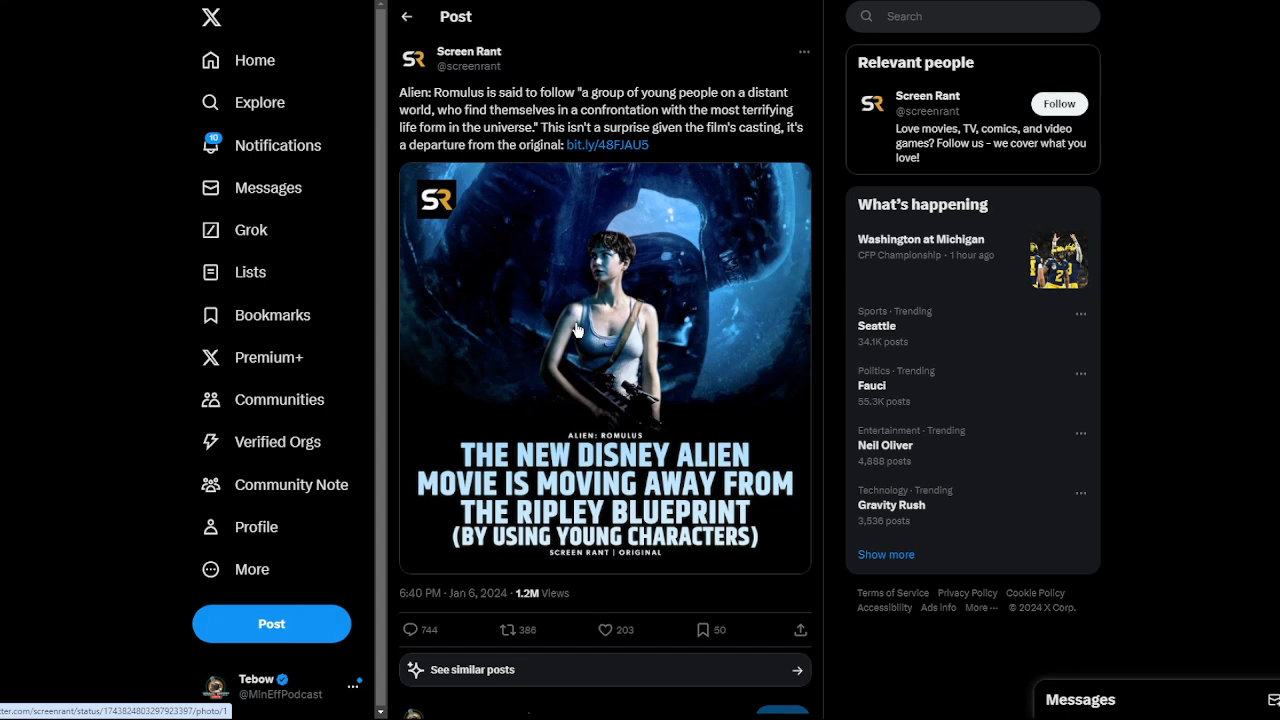 Home
Explore
10
Notifications
Messages
Grok
Lists
Bookmarks
Premium+
Communities
Verified Orgs
Community Note
Profile
More
Post
Tebow
@MInEffPodcast
tter.com/screenrant/status/1743824803297923397/photo/1
Post
SR
Screen Rant
@screenrant
Alien: Romulus is said to follow "a group of young people on a distant
world, who find themselves in a confrontation with the most terrifying
life form in the universe." This isn't a surprise given the film's casting, it's
a departure from the original: bit.ly/48FJAU5
SR
ALIEN: ROMULUS
THE NEW DISNEY ALIEN
MOVIE IS MOVING AWAY FROM
THE RIPLEY BLUEPRINT
(BY USING YOUNG CHARACTERS)
SCREEN RANT | ORIGINAL
6:40 PM · Jan 6, 2024 · 1.2M Views
744
386
203
50
See similar posts
Search
Relevant people
SR
Screen Rant
@screenrant
Follow
Love movies, TV, comics, and video
games? Follow us - we cover what you
love!
What's happening
Washington at Michigan
CFP Championship · 1 hour ago
Sports · Trending
Seattle
34.1K posts
Politics · Trending
Fauci
55.3K posts
Entertainment · Trending
Neil Oliver
4,888 posts
Technology · Trending
Gravity Rush
3,536 posts
Show more
Terms of Service Privacy Policy Cookie Policy
Accessibility Ads info More ··· © 2024 X Corp.
Messages